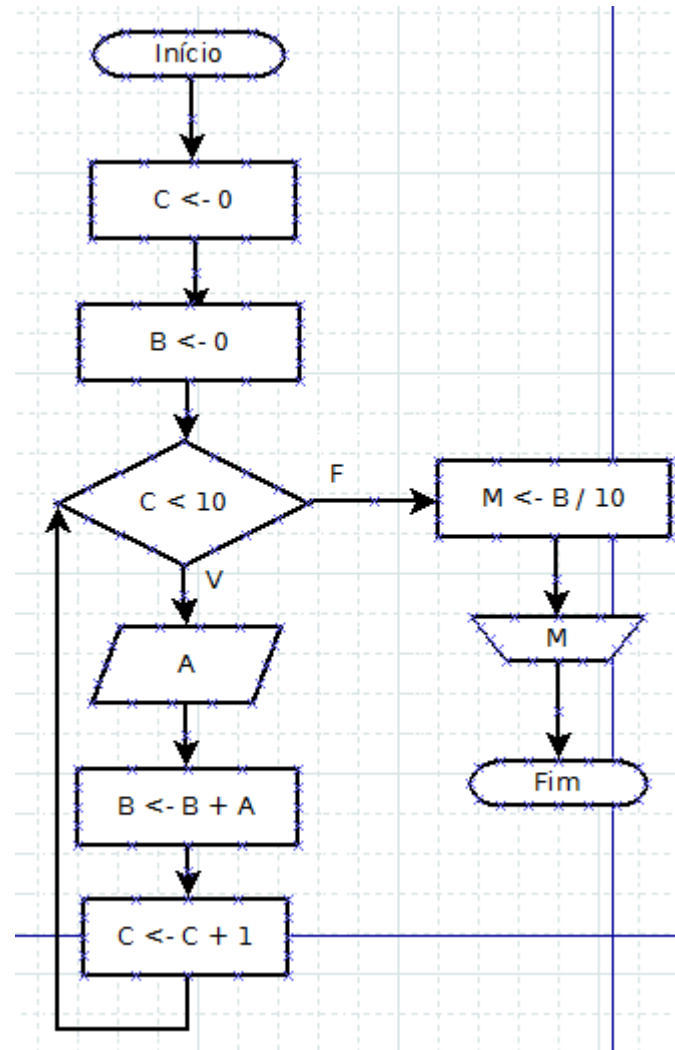 Início
C <- 0
B <- 0
C < 10
F
V
A
B <- B + A
C <- C + 1
M <- B / 10
M
Fim